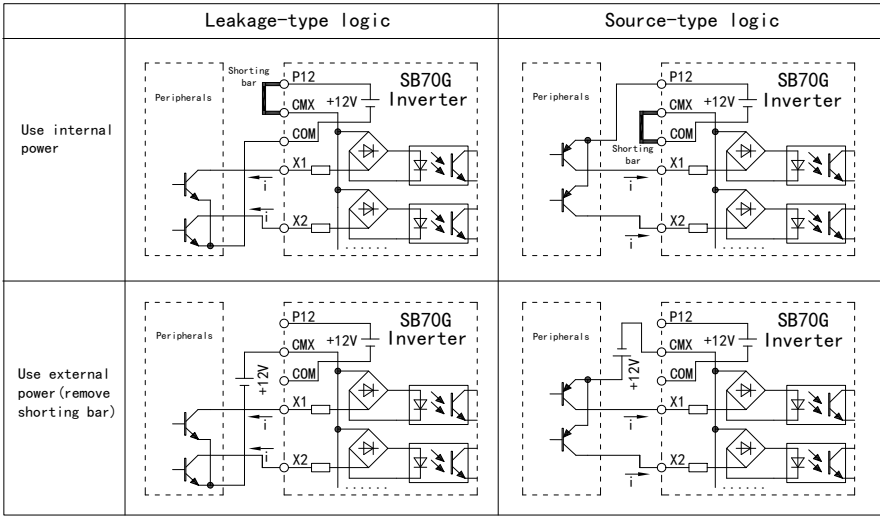 Leakage-type logic
Source-type logic
Use internal
power
Peripherals
Shorting
bar
P12
CMX
COM
X1
X2
+12V
SB70G
Inverter
i
i
......
Peripherals
Shorting
bar
P12
CMX
COM
X1
X2
+12V
SB70G
Inverter
i
i
......
Use external
power(remove
shorting bar)
Peripherals
+12V
P12
CMX
COM
X1
X2
+12V
SB70G
Inverter
i
i
......
Peripherals
+12V
P12
CMX
COM
X1
X2
+12V
SB70G
Inverter
i
i
......